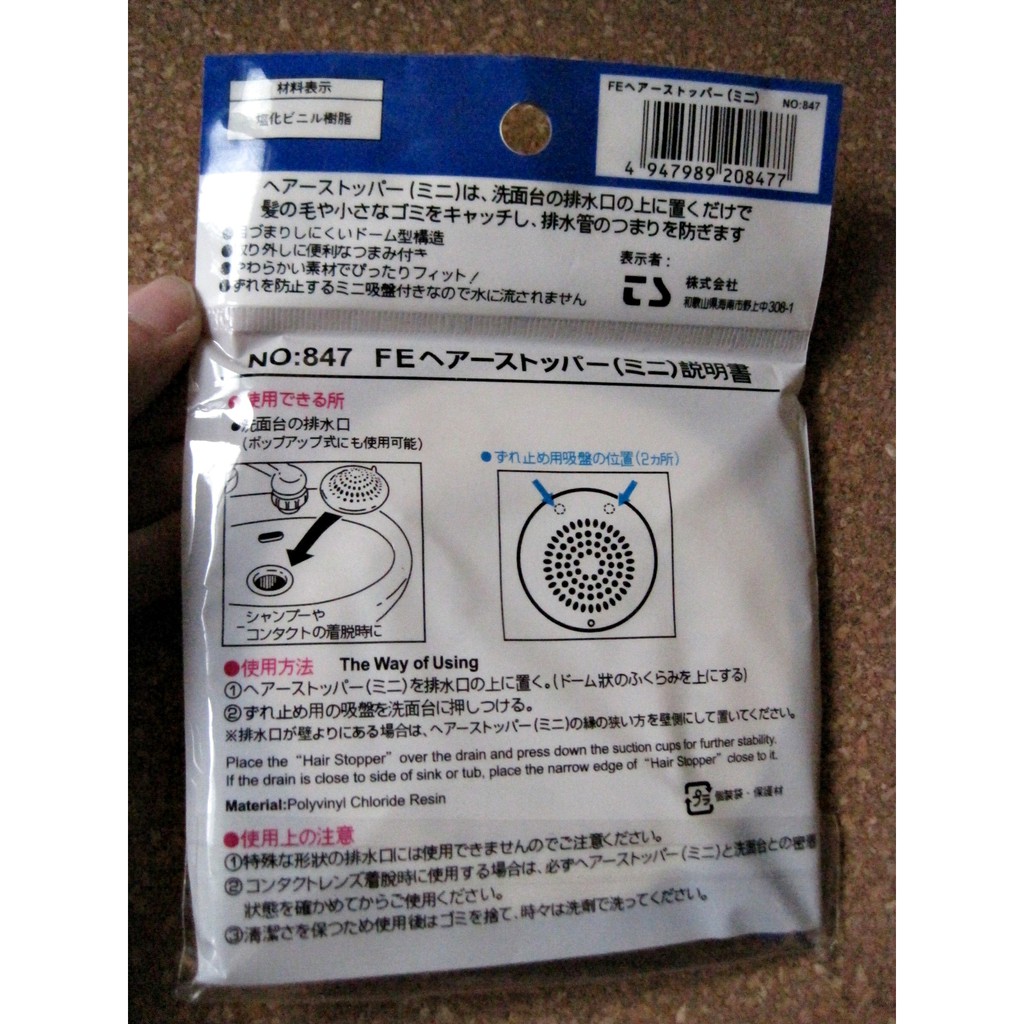 材料表示
塩化ビニル樹脂
FEヘアーストッパー(ミニ) NO:847
4 947989 208477
ヘアーストッパー(ミニ)は、洗面台の排水口の上に置くだけで
髪の毛や小さなゴミをキャッチし、排水管のつまりを防ぎます
●目づまりしにくいドーム型構造
●取り外しに便利なつまみ付き
●やわらかい素材でぴったりフィット!
●ずれを防止するミニ吸盤付きなので水に流されません
表示者:
株式会社
和歌山県海南市野上中308-1
NO:847 FEヘアーストッパー(ミニ)説明書
●使用できる所
●洗面台の排水口
(ポップアップ式にも使用可能)
●ずれ止め用吸盤の位置(2ヵ所)
シャンプーや
コンタクトの着脱時に
●使用方法 The Way of Using
①ヘアーストッパー(ミニ)を排水口の上に置く。(ドーム状のふくらみを上にする)
②ずれ止め用の吸盤を洗面台に押しつける。
※排水口が壁よりにある場合は、ヘアーストッパー(ミニ)の縁の狭い方を壁側にして置いてください。
Place the "Hair Stopper" over the drain and press down the suction cups for further stability.
If the drain is close to side of sink or tub, place the narrow edge of "Hair Stopper" close to it.
Material:Polyvinyl Chloride Resin
プラ 個製袋・保護材
●使用上の注意
①特殊な形状の排水口には使用できませんのでご注意ください。
②コンタクトレンズ着脱時に使用する場合は、必ずヘアーストッパー(ミニ)と洗面台との密着
状態を確かめてからご使用ください。
③清潔さを保つため使用後はゴミを捨て、時々は洗剤で洗ってください。